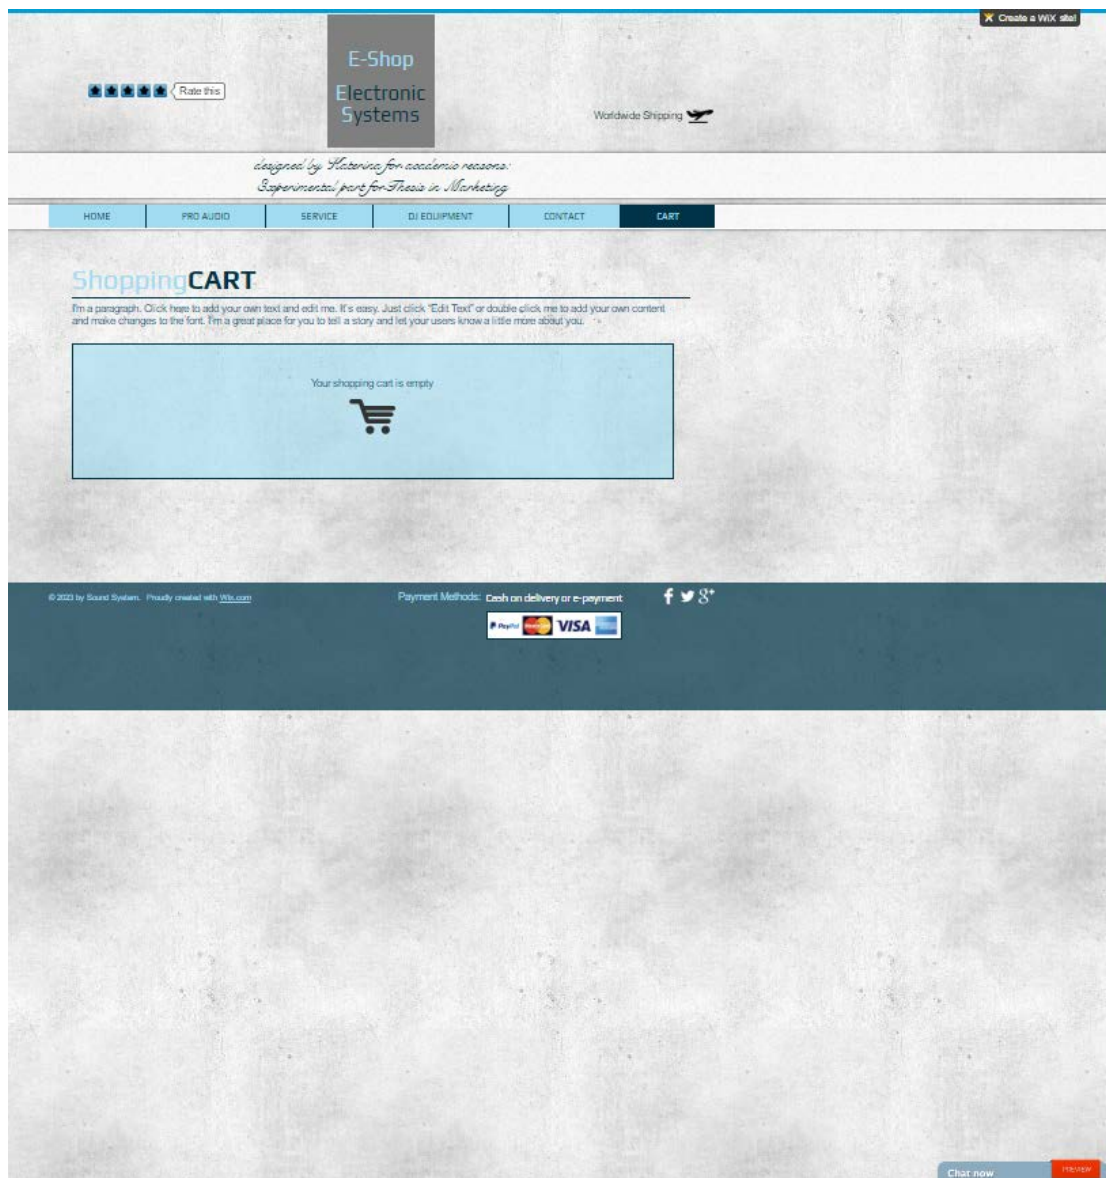 Create a WiX site!
E-Shop
Electronic
Systems
Rate this
Worldwide Shipping
designed by Katerina for academic reasons:
Experimental part for Thesis in Marketing
HOME PRO AUDIO SERVICE DJ EQUIPMENT CONTACT CART
ShoppingCART
I'm a paragraph. Click here to add your own text and edit me. It's easy. Just click "Edit Text" or double click me to add your own content
and make changes to the font. I'm a great place for you to tell a story and let your users know a little more about you.
Your shopping cart is empty
© 2023 by Sound System. Proudly created with Wix.com
Payment Methods: Cash on delivery or e-payment
PayPal VISA
Chat now
PREVIEW